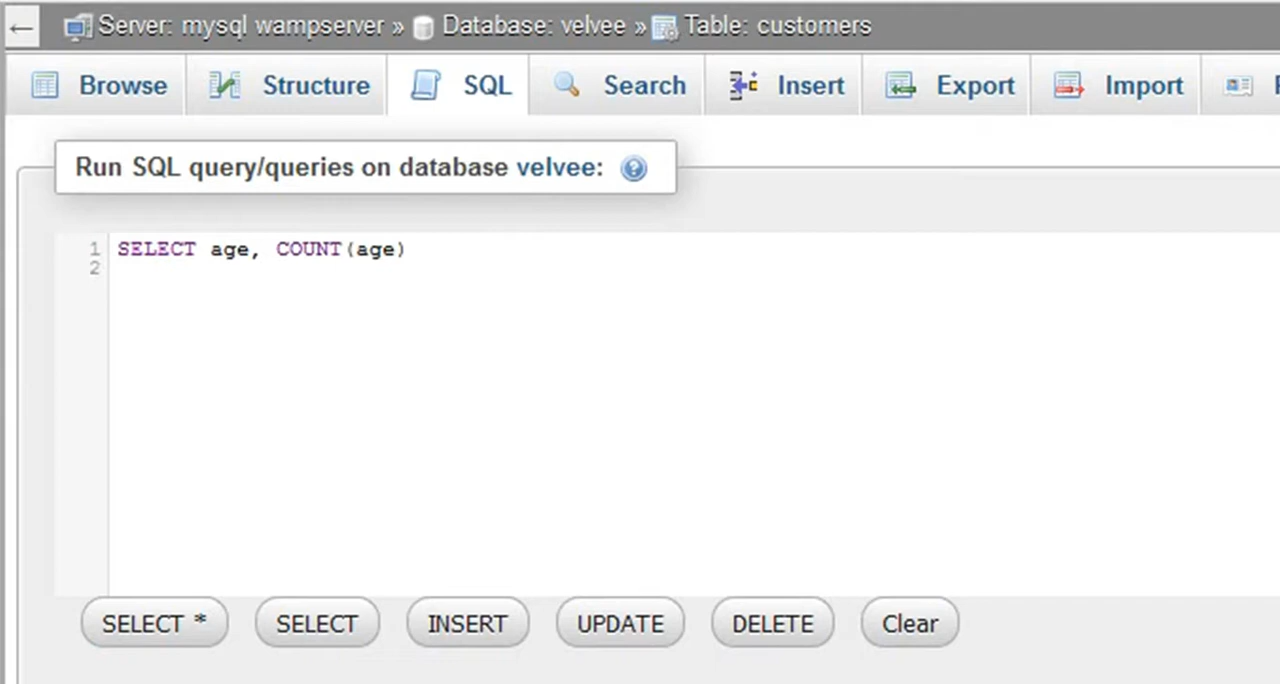 Server: mysql wampserver » Database: velvee » Table: customers
Browse Structure SQL Search Insert Export Import
Run SQL query/queries on database velvee:
1 SELECT age, COUNT(age)
2
SELECT * SELECT INSERT UPDATE DELETE Clear